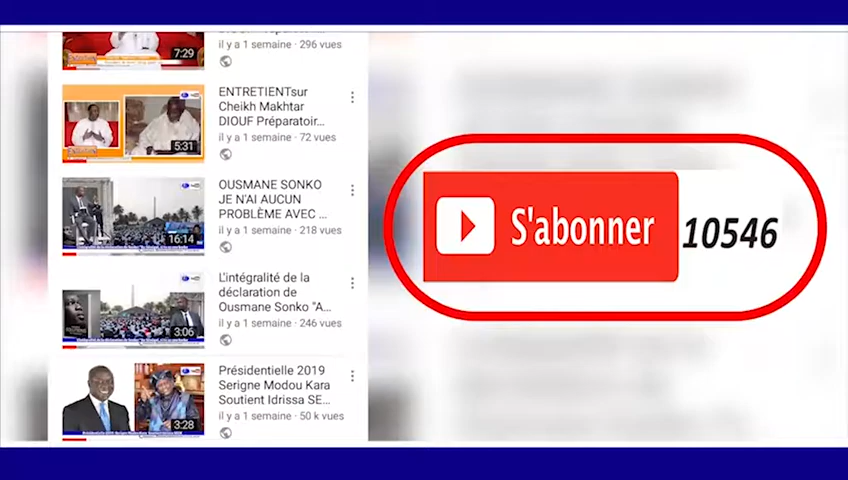 7:29
il y a 1 semaine · 296 vues
ENTRETIENTsur
Cheikh Makhtar
DIOUF Préparatoir...
il y a 1 semaine · 72 vues
5:31
OUSMANE SONKO
JE N'AI AUCUN
PROBLÈME AVEC ...
il y a 1 semaine · 218 vues
16:14
L'intégralité de la
déclaration de
Ousmane Sonko "A...
il y a 1 semaine · 246 vues
3:06
Présidentielle 2019
Serigne Modou Kara
Soutient Idrissa SE...
il y a 1 semaine · 50 k vues
3:28
S'abonner
10546